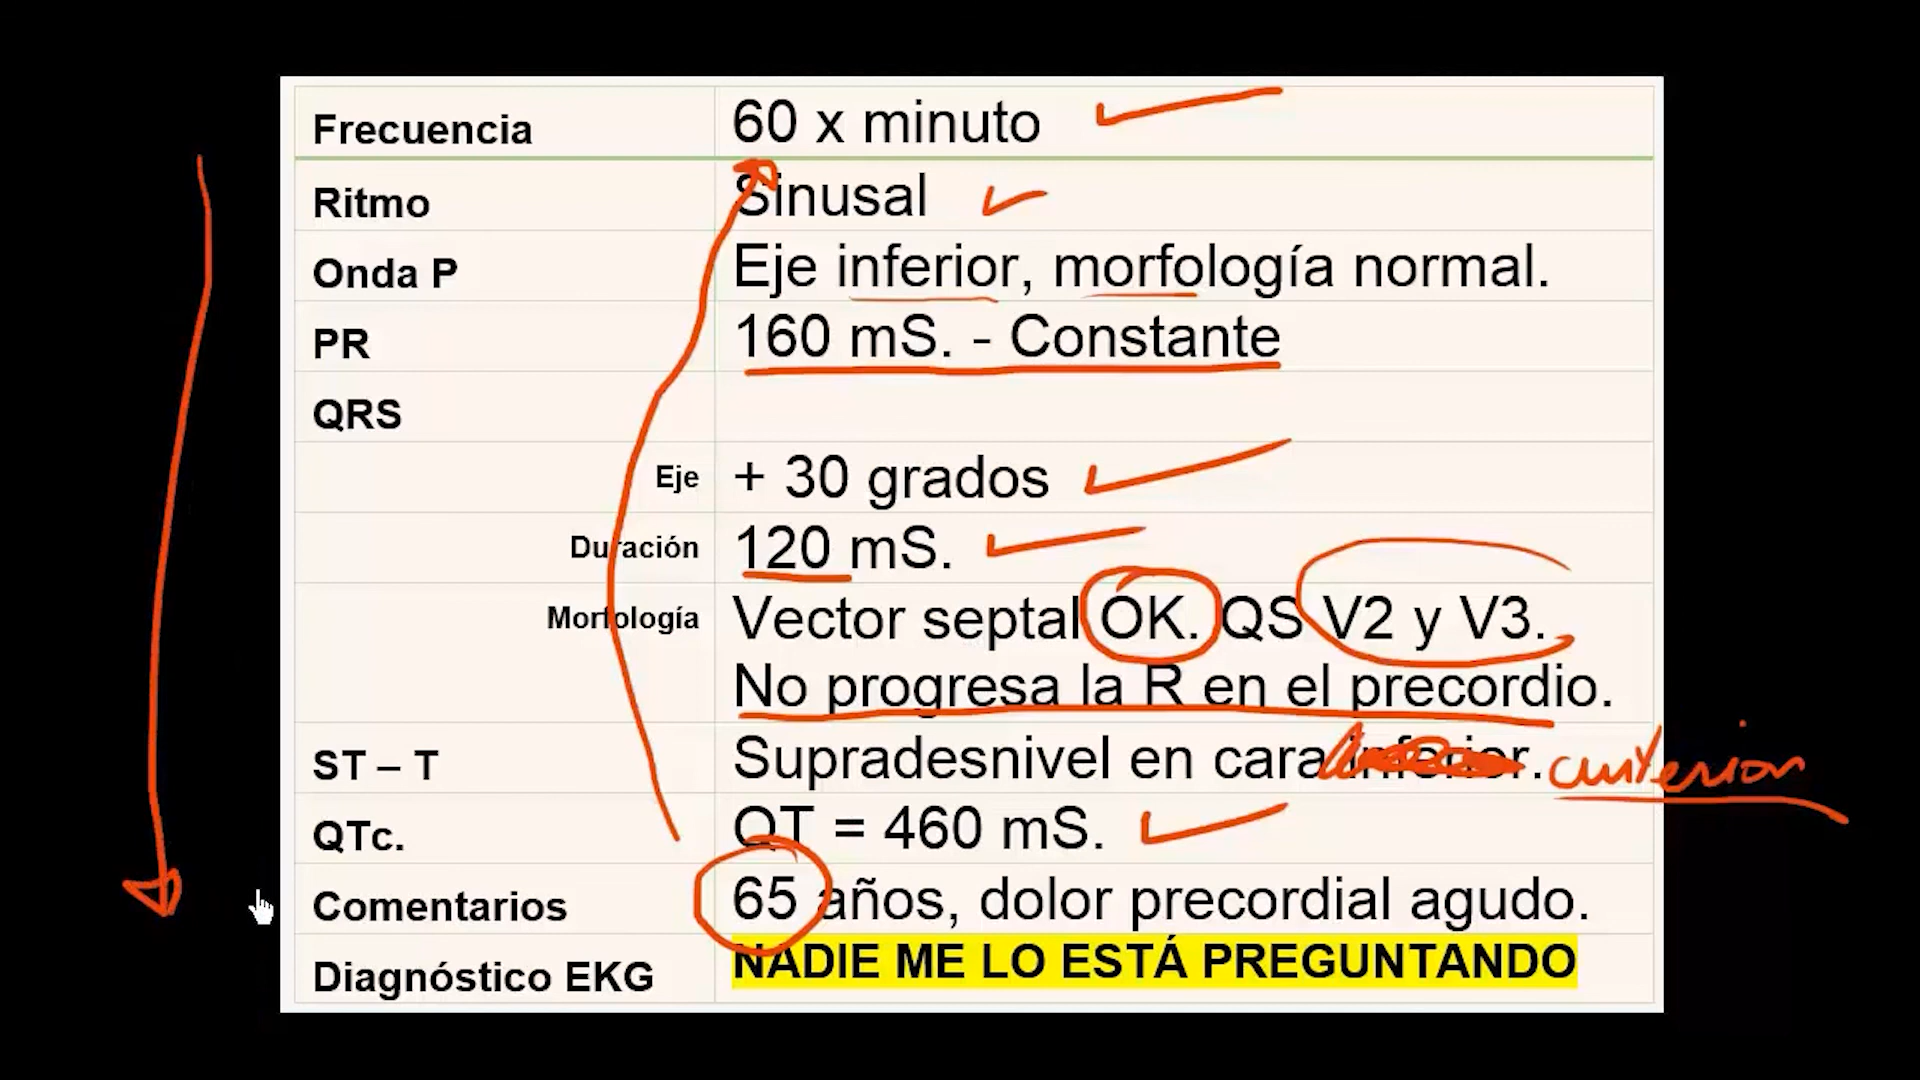 Frecuencia 60 x minuto
Ritmo Sinusal
Onda P Eje inferior, morfología normal.
PR 160 mS. - Constante
QRS
Eje + 30 grados
Duración 120 mS.
Morfología Vector septal OK. QS V2 y V3.
No progresa la R en el precordio.
ST – T Supradesnivel en cara inferior. anterior
QTc. QT = 460 mS.
Comentarios 65 años, dolor precordial agudo.
Diagnóstico EKG NADIE ME LO ESTÁ PREGUNTANDO